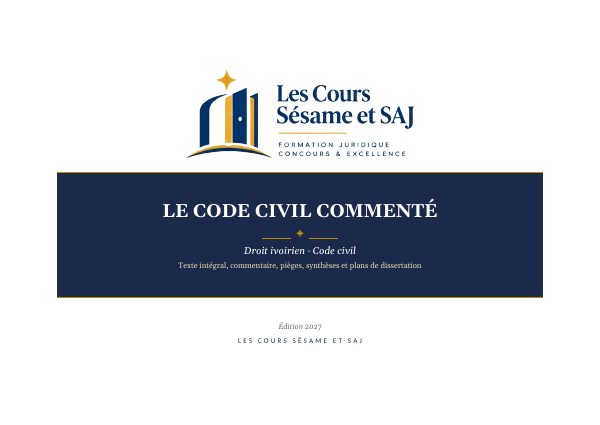 Les Cours
Sésame et SAJ
FORMATION JURIDIQUE
CONCOURS & EXCELLENCE
LE CODE CIVIL COMMENTÉ
Droit ivoirien · Code civil
Texte intégral, commentaire, pièges, synthèses et plans de dissertation
Édition 2027
LES COURS SÉSAME ET SAJ